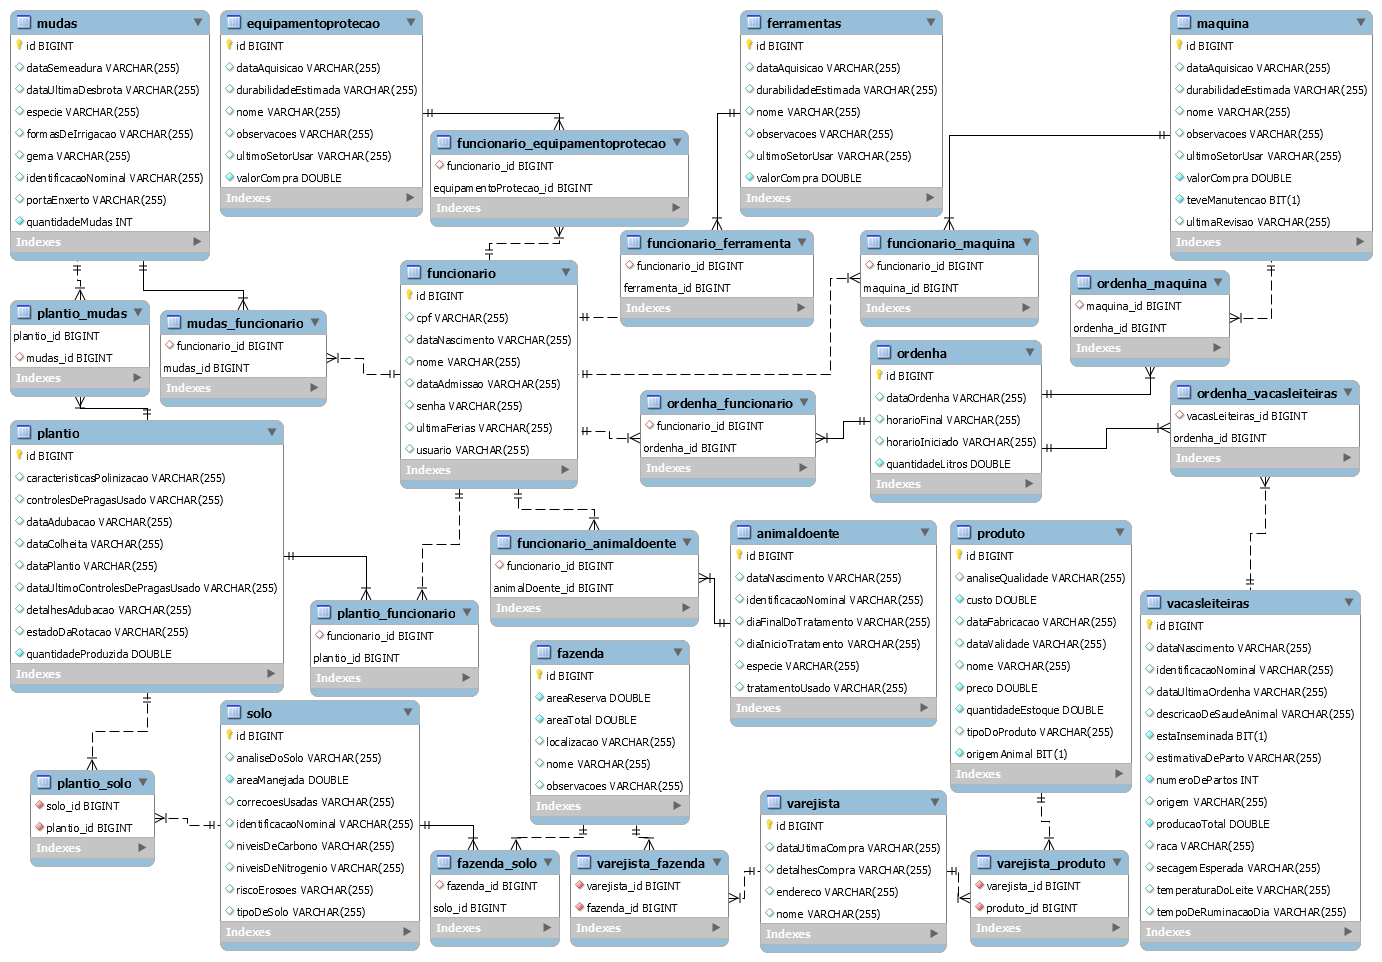 mudas
id BIGINT
dataSemeadura VARCHAR(255)
dataUltimaDesbrota VARCHAR(255)
especie VARCHAR(255)
formasDeIrrigacao VARCHAR(255)
gema VARCHAR(255)
identificacaoNominal VARCHAR(255)
portaEnxerto VARCHAR(255)
quantidadeMudas INT
Indexes
equipamentoprotecao
id BIGINT
dataAquisicao VARCHAR(255)
durabilidadeEstimada VARCHAR(255)
nome VARCHAR(255)
observacoes VARCHAR(255)
ultimoSetorUsar VARCHAR(255)
valorCompra DOUBLE
Indexes
funcionario_equipamentoprotecao
funcionario_id BIGINT
equipamentoProtecao_id BIGINT
Indexes
ferramentas
id BIGINT
dataAquisicao VARCHAR(255)
durabilidadeEstimada VARCHAR(255)
nome VARCHAR(255)
observacoes VARCHAR(255)
ultimoSetorUsar VARCHAR(255)
valorCompra DOUBLE
Indexes
maquina
id BIGINT
dataAquisicao VARCHAR(255)
durabilidadeEstimada VARCHAR(255)
nome VARCHAR(255)
observacoes VARCHAR(255)
ultimoSetorUsar VARCHAR(255)
valorCompra DOUBLE
teveManutencao BIT(1)
ultimaRevisao VARCHAR(255)
Indexes
funcionario_ferramenta
funcionario_id BIGINT
ferramenta_id BIGINT
Indexes
funcionario_maquina
funcionario_id BIGINT
maquina_id BIGINT
Indexes
ordenha_maquina
maquina_id BIGINT
ordenha_id BIGINT
Indexes
plantio_mudas
plantio_id BIGINT
mudas_id BIGINT
Indexes
mudas_funcionario
funcionario_id BIGINT
mudas_id BIGINT
Indexes
funcionario
id BIGINT
cpf VARCHAR(255)
dataNascimento VARCHAR(255)
nome VARCHAR(255)
dataAdmissao VARCHAR(255)
senha VARCHAR(255)
ultimaFerias VARCHAR(255)
usuario VARCHAR(255)
Indexes
ordenha_funcionario
funcionario_id BIGINT
ordenha_id BIGINT
Indexes
ordenha
id BIGINT
dataOrdenha VARCHAR(255)
horarioFinal VARCHAR(255)
horarioIniciado VARCHAR(255)
quantidadeLitros DOUBLE
Indexes
ordenha_vacasleiteiras
vacasLeiteiras_id BIGINT
ordenha_id BIGINT
Indexes
plantio
id BIGINT
caracteristicasPolinizacao VARCHAR(255)
controlesDePragasUsado VARCHAR(255)
dataAdubacao VARCHAR(255)
dataColheita VARCHAR(255)
dataPlantio VARCHAR(255)
dataUltimoControlesDePragasUsado VARCHAR(255)
detalhesAdubacao VARCHAR(255)
estadoDaRotacao VARCHAR(255)
quantidadeProduzida DOUBLE
Indexes
plantio_funcionario
funcionario_id BIGINT
plantio_id BIGINT
Indexes
funcionario_animaldoente
funcionario_id BIGINT
animalDoente_id BIGINT
Indexes
animaldoente
id BIGINT
dataNascimento VARCHAR(255)
identificacaoNominal VARCHAR(255)
diaFinalDoTratamento VARCHAR(255)
diaInicioTratamento VARCHAR(255)
especie VARCHAR(255)
tratamentoUsado VARCHAR(255)
Indexes
produto
id BIGINT
analiseQualidade VARCHAR(255)
custo DOUBLE
dataFabricacao VARCHAR(255)
dataValidade VARCHAR(255)
nome VARCHAR(255)
preco DOUBLE
quantidadeEstoque DOUBLE
tipoDoProduto VARCHAR(255)
origemAnimal BIT(1)
Indexes
vacasleiteiras
id BIGINT
dataNascimento VARCHAR(255)
identificacaoNominal VARCHAR(255)
dataUltimaOrdenha VARCHAR(255)
descricaoDeSaudeAnimal VARCHAR(255)
estaInseminada BIT(1)
estimativaDeParto VARCHAR(255)
numeroDePartos INT
origem VARCHAR(255)
producaoTotal DOUBLE
raca VARCHAR(255)
secagemEsperada VARCHAR(255)
temperaturaDoLeite VARCHAR(255)
tempoDeRuminacaoDia VARCHAR(255)
Indexes
plantio_solo
solo_id BIGINT
plantio_id BIGINT
Indexes
solo
id BIGINT
analiseDoSolo VARCHAR(255)
areaManejada DOUBLE
correcoesUsadas VARCHAR(255)
identificacaoNominal VARCHAR(255)
niveisDeCarbono VARCHAR(255)
niveisDeNitrogenio VARCHAR(255)
riscoErosoes VARCHAR(255)
tipoDeSolo VARCHAR(255)
Indexes
fazenda
id BIGINT
areaReserva DOUBLE
areaTotal DOUBLE
localizacao VARCHAR(255)
nome VARCHAR(255)
observacoes VARCHAR(255)
Indexes
fazenda_solo
fazenda_id BIGINT
solo_id BIGINT
Indexes
varejista_fazenda
varejista_id BIGINT
fazenda_id BIGINT
Indexes
varejista
id BIGINT
dataUtimaCompra VARCHAR(255)
detalhesCompra VARCHAR(255)
endereco VARCHAR(255)
nome VARCHAR(255)
Indexes
varejista_produto
varejista_id BIGINT
produto_id BIGINT
Indexes